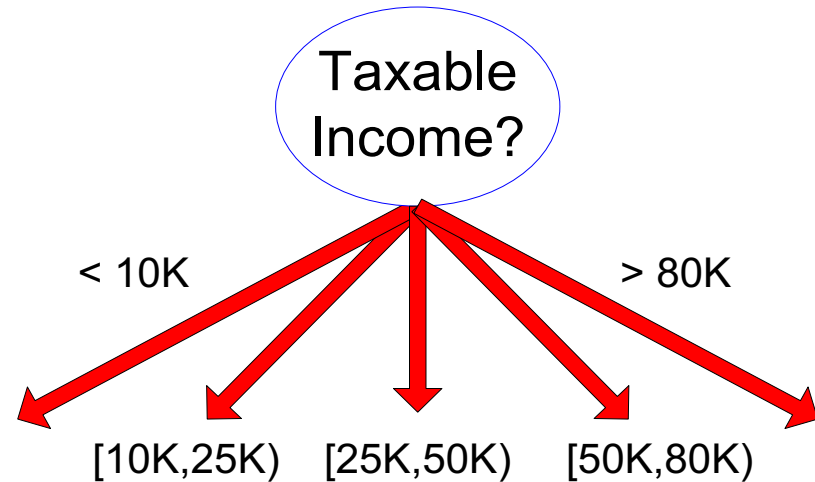 Taxable
Income?
< 10K
> 80K
[10K,25K)
[25K,50K)
[50K,80K)